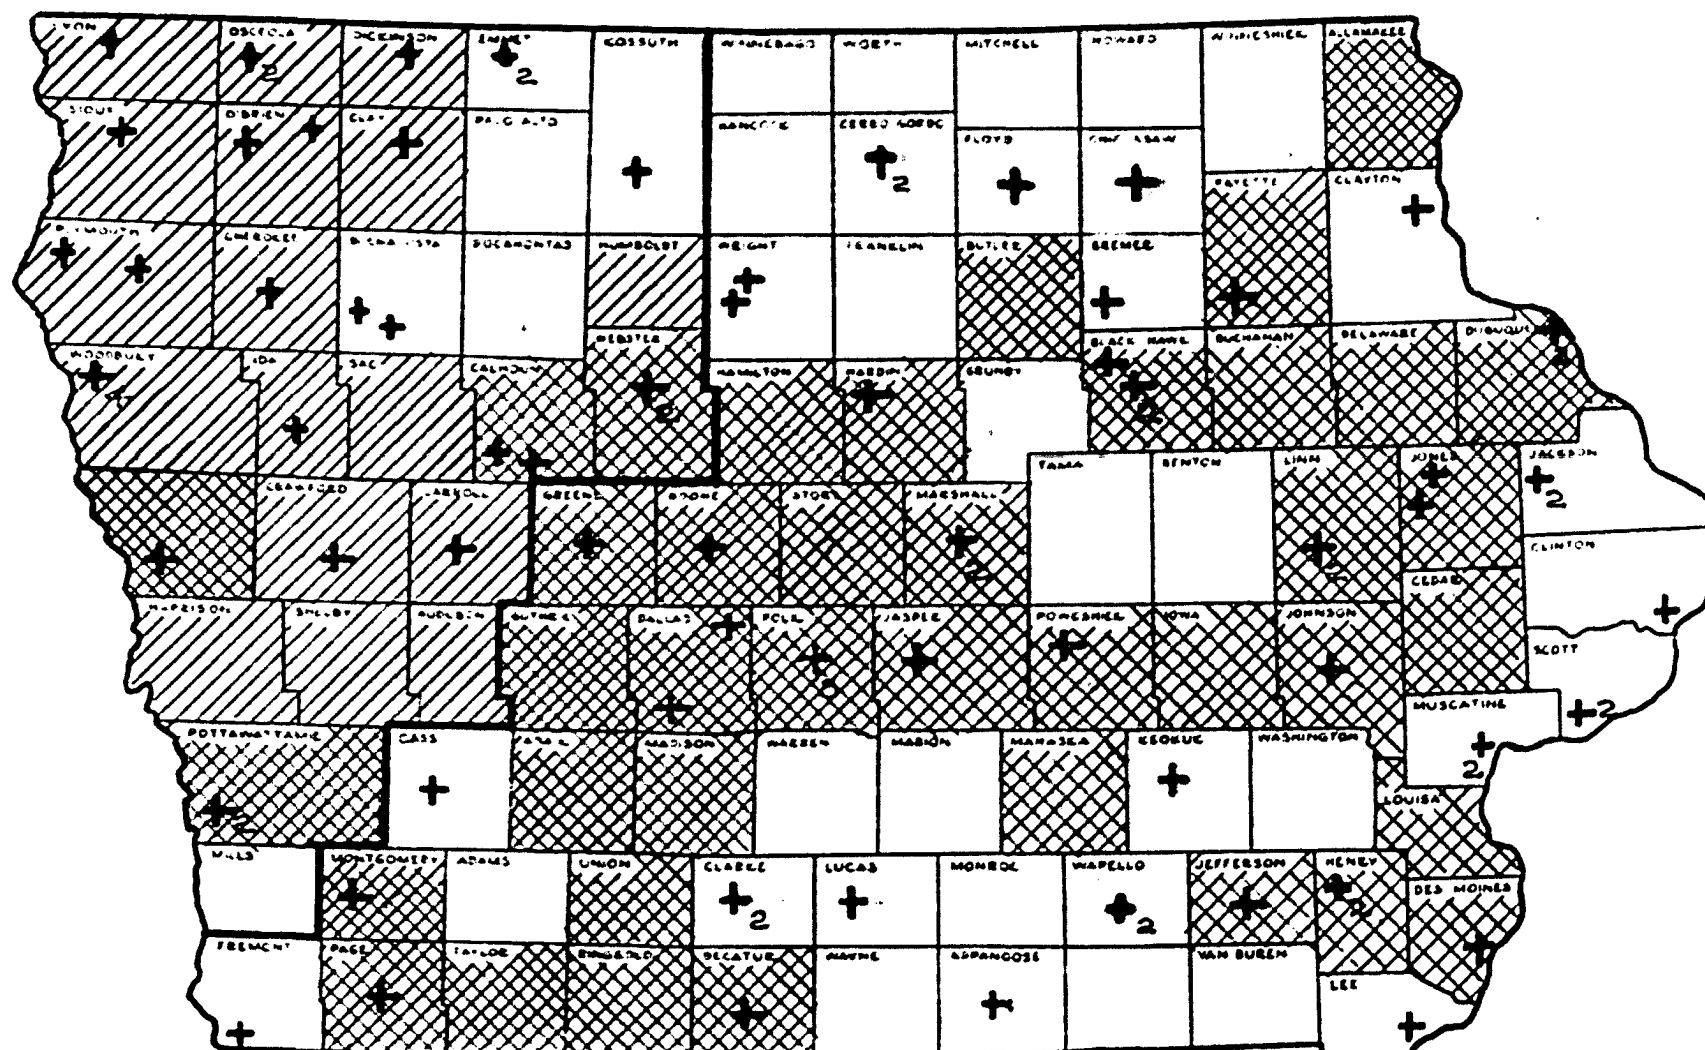 LYON OSCEOLA DICKINSON EMMET KOSSUTH WINNEBAGO WORTH MITCHELL HOWARD WINNESHIEK ALLAMAKEE
2 2
SIOUX O'BRIEN CLAY PALO ALTO HANCOCK CERRO GORDO FLOYD CHICKASAW FAYETTE CLAYTON
2
PLYMOUTH CHEROKEE BUENA VISTA POCAHONTAS HUMBOLDT WRIGHT FRANKLIN BUTLER BREMER
WOODBURY IDA SAC CALHOUN WEBSTER HAMILTON HARDIN GRUNDY BLACK HAWK BUCHANAN DELAWARE DUBUQUE
2 2
CRAWFORD CARROLL GREENE BOONE STORY MARSHALL TAMA BENTON LINN JONES JACKSON
2 2 2
CLINTON
CEDAR
HARRISON SHELBY AUDUBON GUTHRIE DALLAS POLK JASPER POWESHIEK IOWA JOHNSON SCOTT
2
MUSCATINE
POTTAWATTAMIE CASS ADAIR MADISON WARREN MARION MAHASKA KEOKUK WASHINGTON
2 2
LOUISA
MILLS MONTGOMERY ADAMS UNION CLARKE LUCAS MONROE WAPELLO JEFFERSON HENRY DES MOINES
2 2 2
FREMONT PAGE TAYLOR RINGGOLD DECATUR WAYNE APPANOOSE VAN BUREN LEE